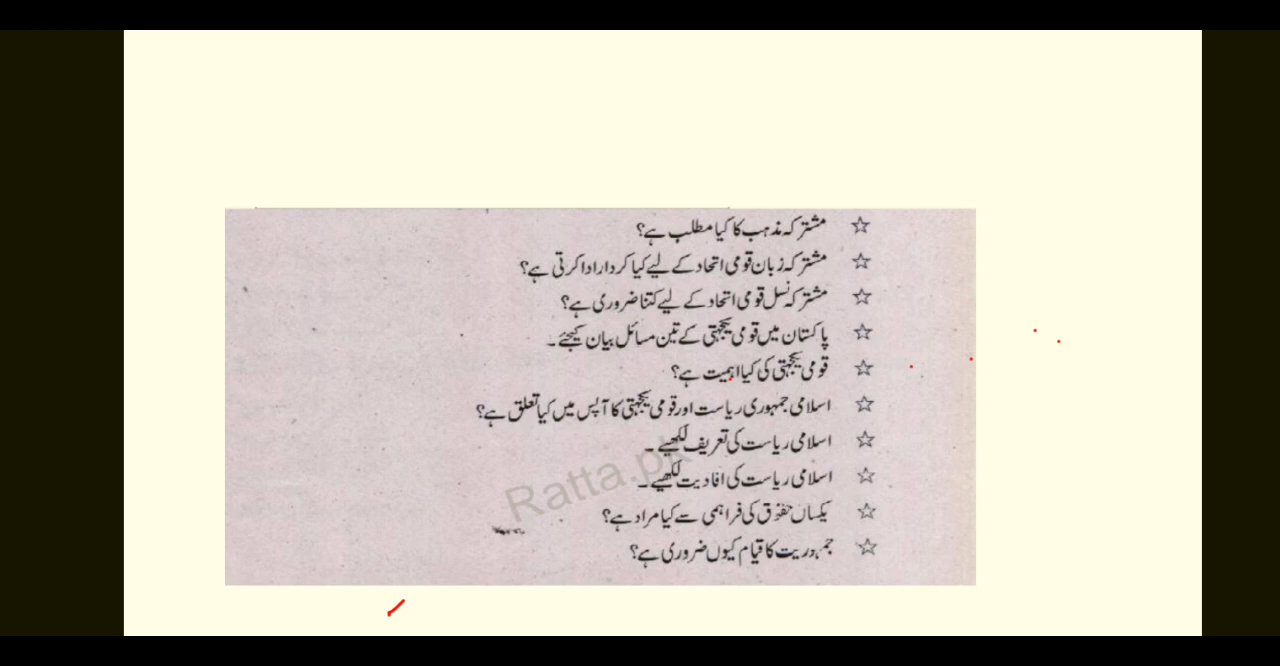 ☆ مشترکہ مذہب کا کیا مطلب ہے؟
☆ مشترکہ زبان قومی اتحاد کے لیے کیا کردار ادا کرتی ہے؟
☆ مشترکہ نسل قومی اتحاد کے لیے کتنا ضروری ہے؟
☆ پاکستان میں قومی یکجہتی کے تین مسائل بیان کیجئے۔
☆ قومی یکجہتی کی کیا اہمیت ہے؟
☆ اسلامی جمہوری ریاست اور قومی یکجہتی کا آپس میں کیا تعلق ہے؟
☆ اسلامی ریاست کی تعریف لکھیے۔
☆ اسلامی ریاست کی افادیت لکھیے۔
Ratta.pk
☆ یکساں حقوق کی فراہمی سے کیا مراد ہے؟
☆ جمہوریت کا قیام کیوں ضروری ہے؟